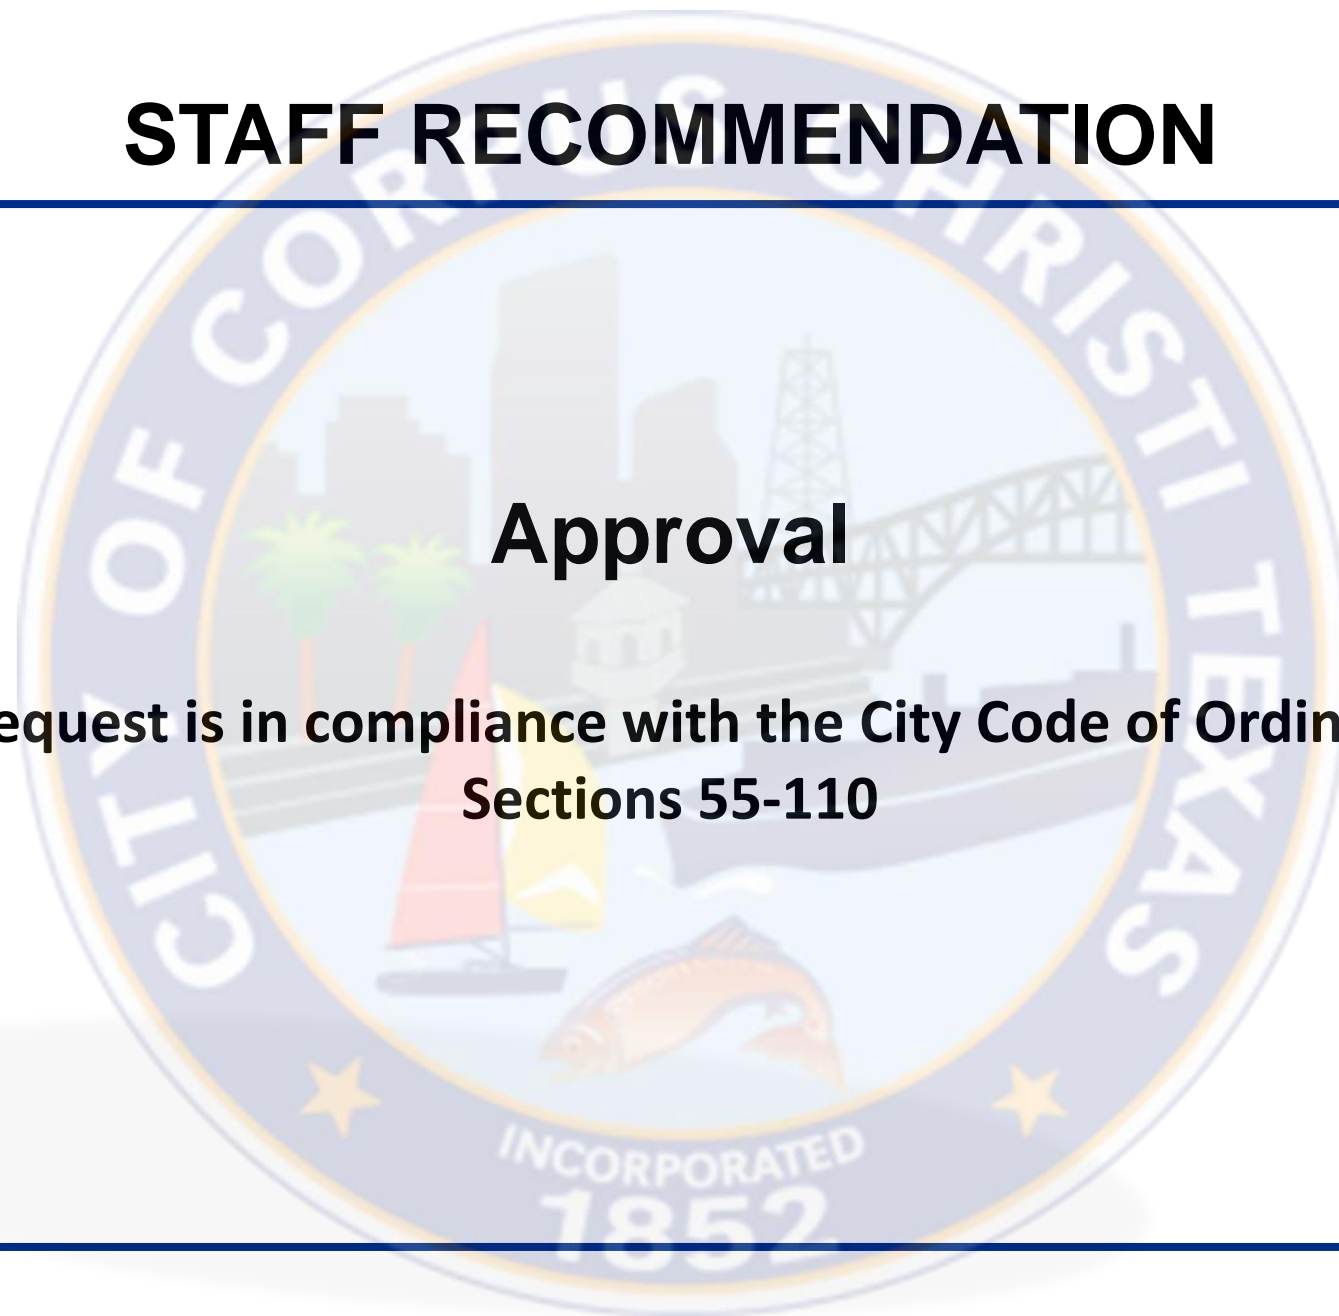 STAFF RECOMMENDATION
Approval
equest is in compliance with the City Code of Ordin
Sections 55-110
CITY OF CORPUS CHRISTI TEXAS
INCORPORATED
1852